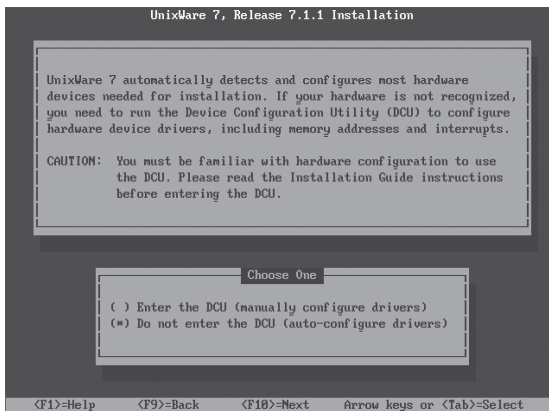 UnixWare 7, Release 7.1.1 Installation
UnixWare 7 automatically detects and configures most hardware
devices needed for installation. If your hardware is not recognized,
you need to run the Device Configuration Utility (DCU) to configure
hardware device drivers, including memory addresses and interrupts.
CAUTION: You must be familiar with hardware configuration to use
the DCU. Please read the Installation Guide instructions
before entering the DCU.
Choose One
( ) Enter the DCU (manually configure drivers)
(*) Do not enter the DCU (auto-configure drivers)
<F1>=Help <F9>=Back <F10>=Next Arrow keys or <Tab>=Select